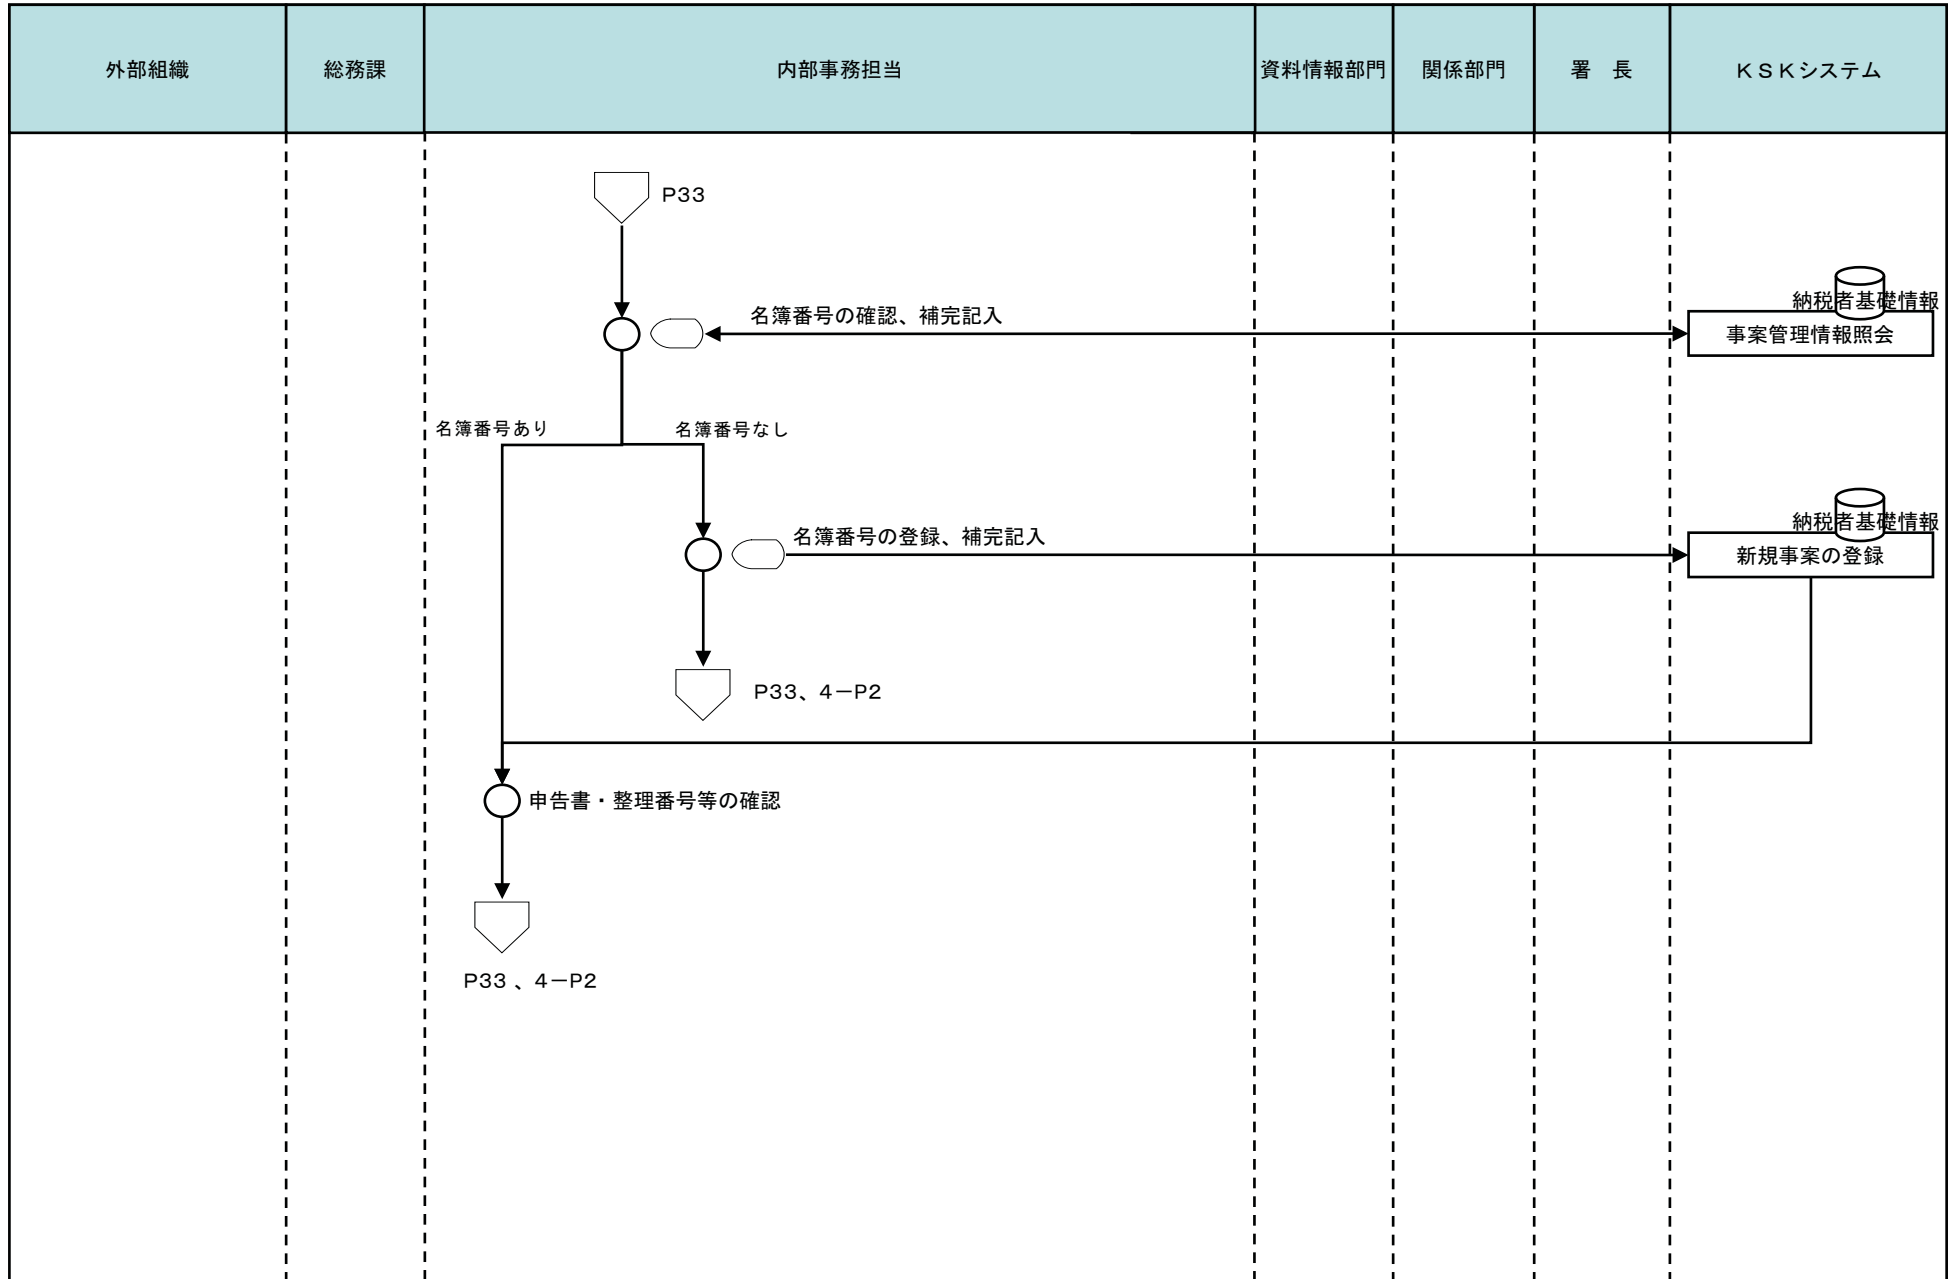 外部組織
総務課
内部事務担当
資料情報部門
関係部門
署　長
ＫＳＫシステム
P33
納税者基礎情報
名簿番号の確認、補完記入
事案管理情報照会
名簿番号あり
名簿番号なし
納税者基礎情報
名簿番号の登録、補完記入
新規事案の登録
P33、4－P2
申告書・整理番号等の確認
P33 、4－P2